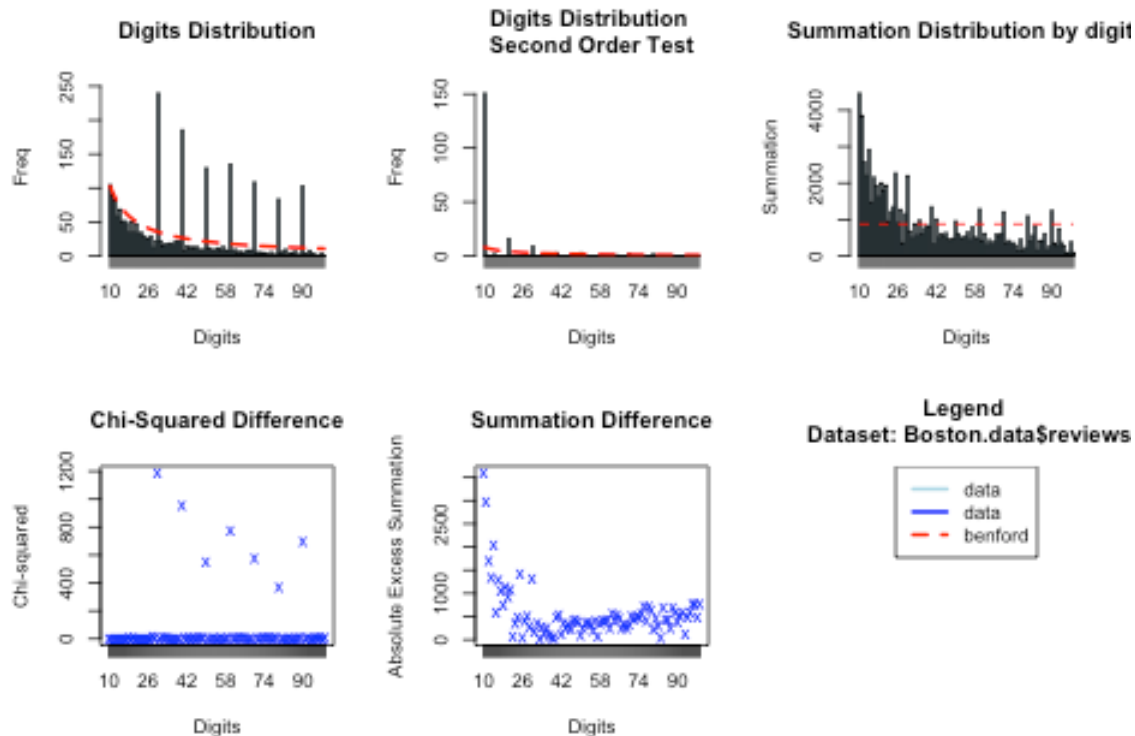 Digits Distribution
Digits Distribution
Second Order Test
Summation Distribution by digit
Freq
250
150
50
0
10 26 42 58 74 90
Digits
Freq
150
100
50
0
10 26 42 58 74 90
Digits
Summation
4000
2000
0
10 26 42 58 74 90
Digits
Chi-Squared Difference
Summation Difference
Legend
Dataset: Boston.data$reviews
Chi-squared
1200
800
400
0
10 26 42 58 74 90
Digits
Absolute Excess Summation
2500
1000
0
10 26 42 58 74 90
Digits
data
data
benford